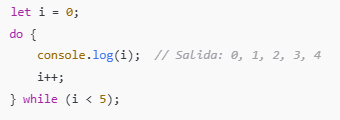 let i = 0;
do {
    console.log(i);  // Salida: 0, 1, 2, 3, 4
    i++;
} while (i < 5);